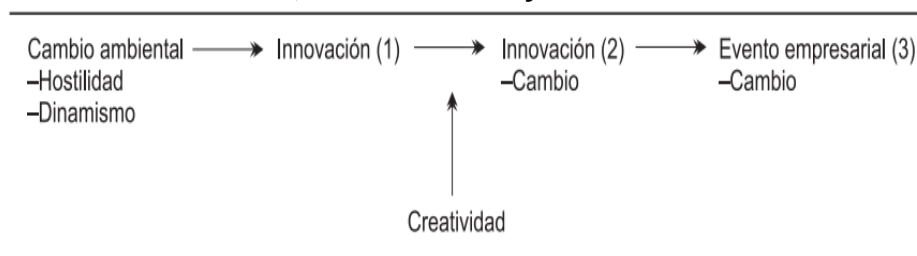 Cambio ambiental Innovación (1) Innovación (2) Evento empresarial (3)
–Hostilidad –Cambio –Cambio
–Dinamismo
Creatividad